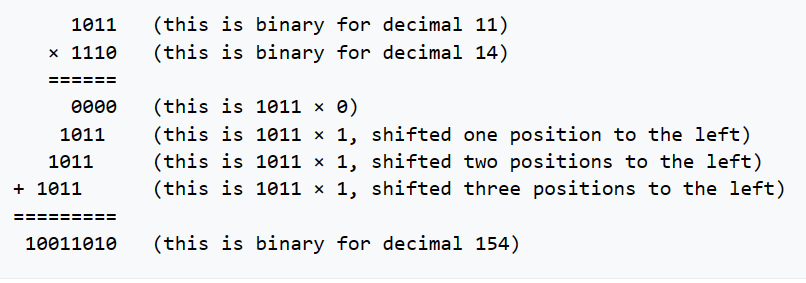 1011 (this is binary for decimal 11)
× 1110 (this is binary for decimal 14)
======
0000 (this is 1011 × 0)
1011 (this is 1011 × 1, shifted one position to the left)
1011 (this is 1011 × 1, shifted two positions to the left)
+ 1011 (this is 1011 × 1, shifted three positions to the left)
=========
10011010 (this is binary for decimal 154)